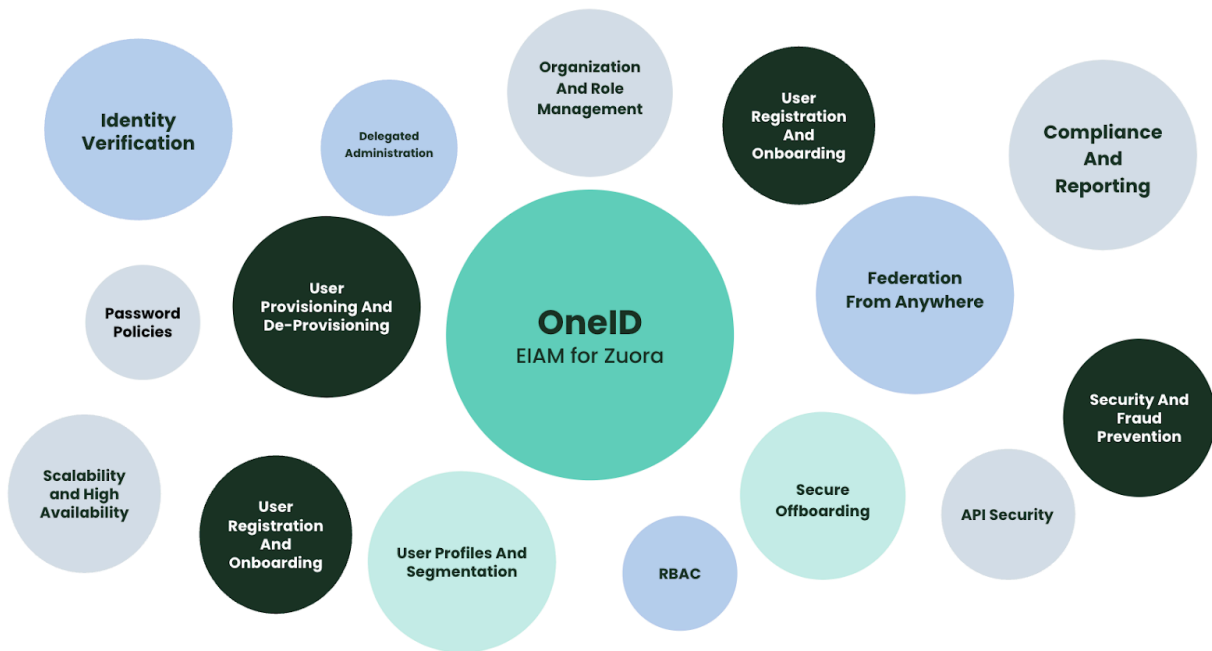 Organization
And Role
Management
User
Registration
And
Onboarding
Identity
Verification
Delegated
Administration
Compliance
And
Reporting
User
Provisioning And
De-Provisioning
Federation
From Anywhere
Password
Policies
OneID
EIAM for Zuora
Security And
Fraud
Prevention
Scalability
and High
Availability
User
Registration
And
Onboarding
User Profiles And
Segmentation
Secure
Offboarding
API Security
RBAC